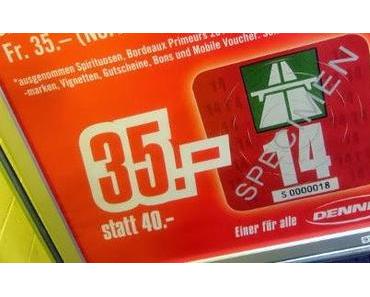 Fr. 35.–
*ausgenommen Spirituosen, Bordeaux Primeurs
-marken, Vignetten, Gutscheine, Bons und Mobile Voucher.
35.–
statt 40.–
14
SPECIMEN
S 0000018
Einer für alle
DENNE